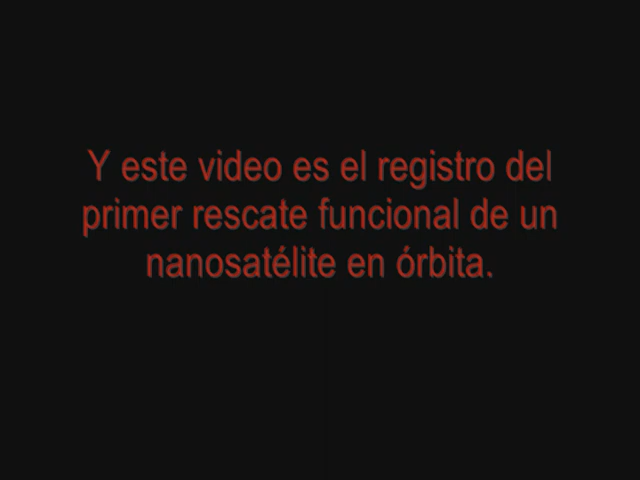 Y este video es el registro del
primer rescate funcional de un
nanosatélite en órbita.